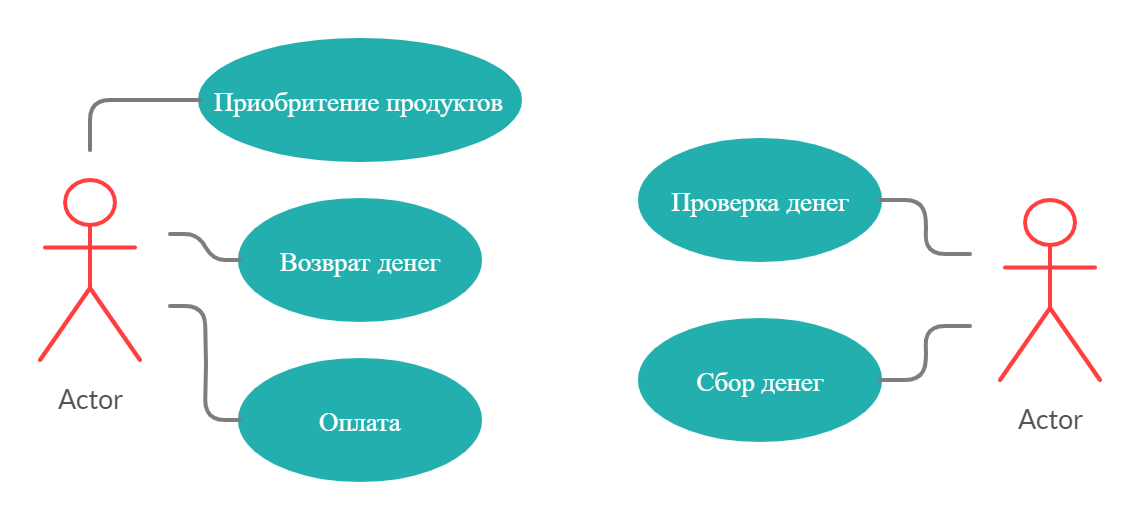 Приобритение продуктов
Проверка денег
Возврат денег
Сбор денег
Actor
Оплата
Actor